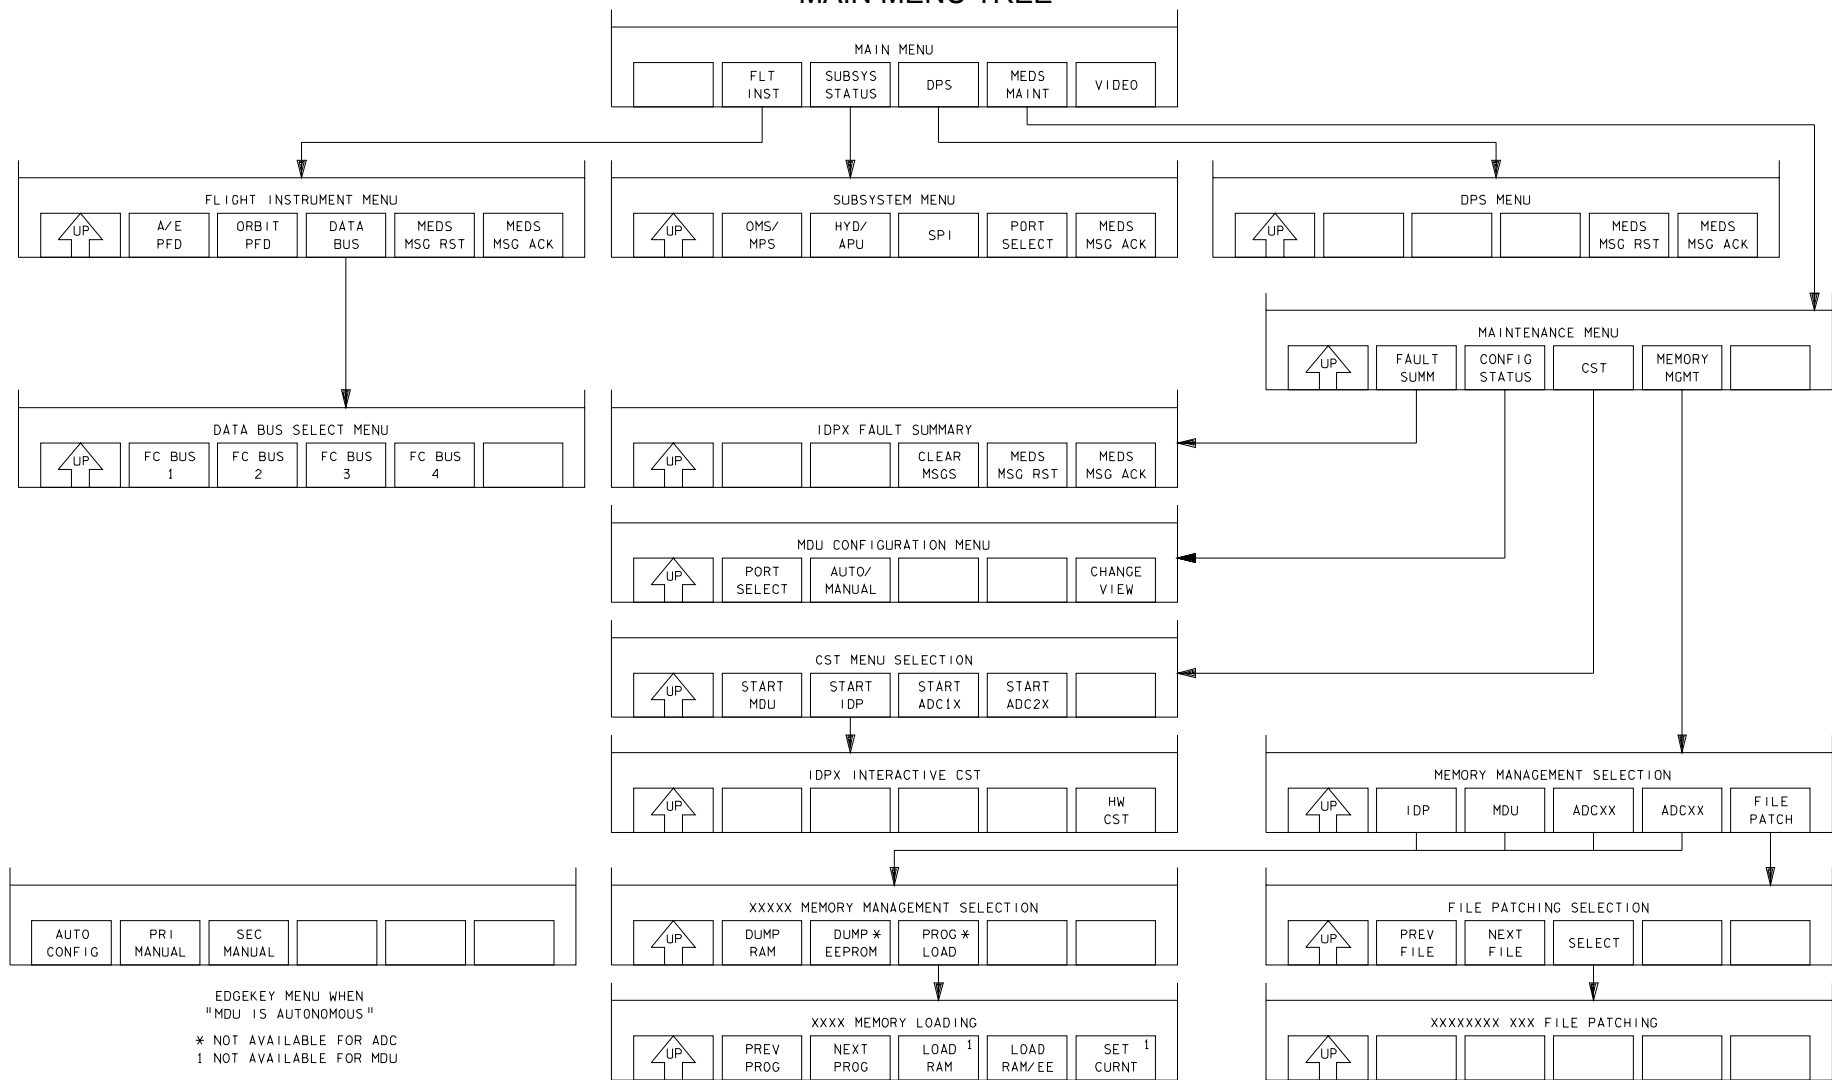 MAIN MENU TREE
MAIN MENU
FLT INST
SUBSYS STATUS
DPS
MEDS MAINT
VIDEO
FLIGHT INSTRUMENT MENU
UP
A/E PFD
ORBIT PFD
DATA BUS
MEDS MSG RST
MEDS MSG ACK
SUBSYSTEM MENU
UP
OMS/ MPS
HYD/ APU
SPI
PORT SELECT
MEDS MSG ACK
DPS MENU
UP
MEDS MSG RST
MEDS MSG ACK
MAINTENANCE MENU
UP
FAULT SUMM
CONFIG STATUS
CST
MEMORY MGMT
DATA BUS SELECT MENU
UP
FC BUS 1
FC BUS 2
FC BUS 3
FC BUS 4
IDPX FAULT SUMMARY
UP
CLEAR MSGS
MEDS MSG RST
MEDS MSG ACK
MDU CONFIGURATION MENU
UP
PORT SELECT
AUTO/ MANUAL
CHANGE VIEW
CST MENU SELECTION
UP
START MDU
START IDP
START ADC1X
START ADC2X
IDPX INTERACTIVE CST
UP
HW CST
MEMORY MANAGEMENT SELECTION
UP
IDP
MDU
ADCXX
ADCXX
FILE PATCH
AUTO CONFIG
PRI MANUAL
SEC MANUAL
EDGEKEY MENU WHEN
"MDU IS AUTONOMOUS"
* NOT AVAILABLE FOR ADC
1 NOT AVAILABLE FOR MDU
XXXXX MEMORY MANAGEMENT SELECTION
UP
DUMP RAM
DUMP * EEPROM
PROG * LOAD
FILE PATCHING SELECTION
UP
PREV FILE
NEXT FILE
SELECT
XXXX MEMORY LOADING
UP
PREV PROG
NEXT PROG
LOAD 1 RAM
LOAD RAM/EE
SET 1 CURNT
XXXXXXXX XXX FILE PATCHING
UP